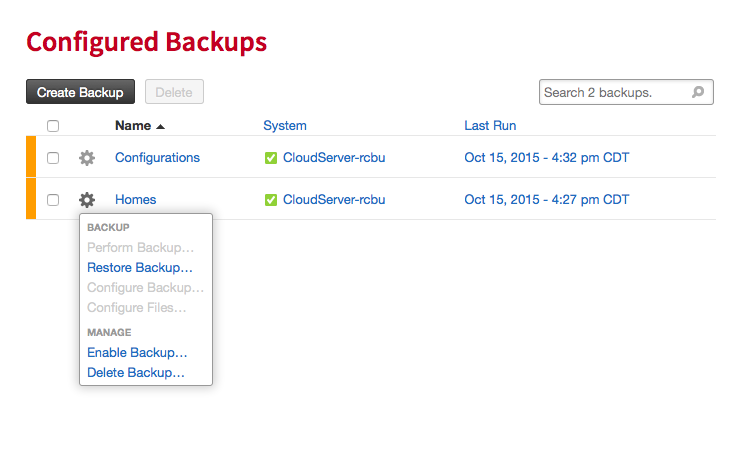 Configured Backups
Create Backup Delete Search 2 backups.
Name System Last Run
Configurations CloudServer-rcbu Oct 15, 2015 - 4:32 pm CDT
Homes CloudServer-rcbu Oct 15, 2015 - 4:27 pm CDT
BACKUP
Perform Backup...
Restore Backup...
Configure Backup...
Configure Files...
MANAGE
Enable Backup...
Delete Backup...